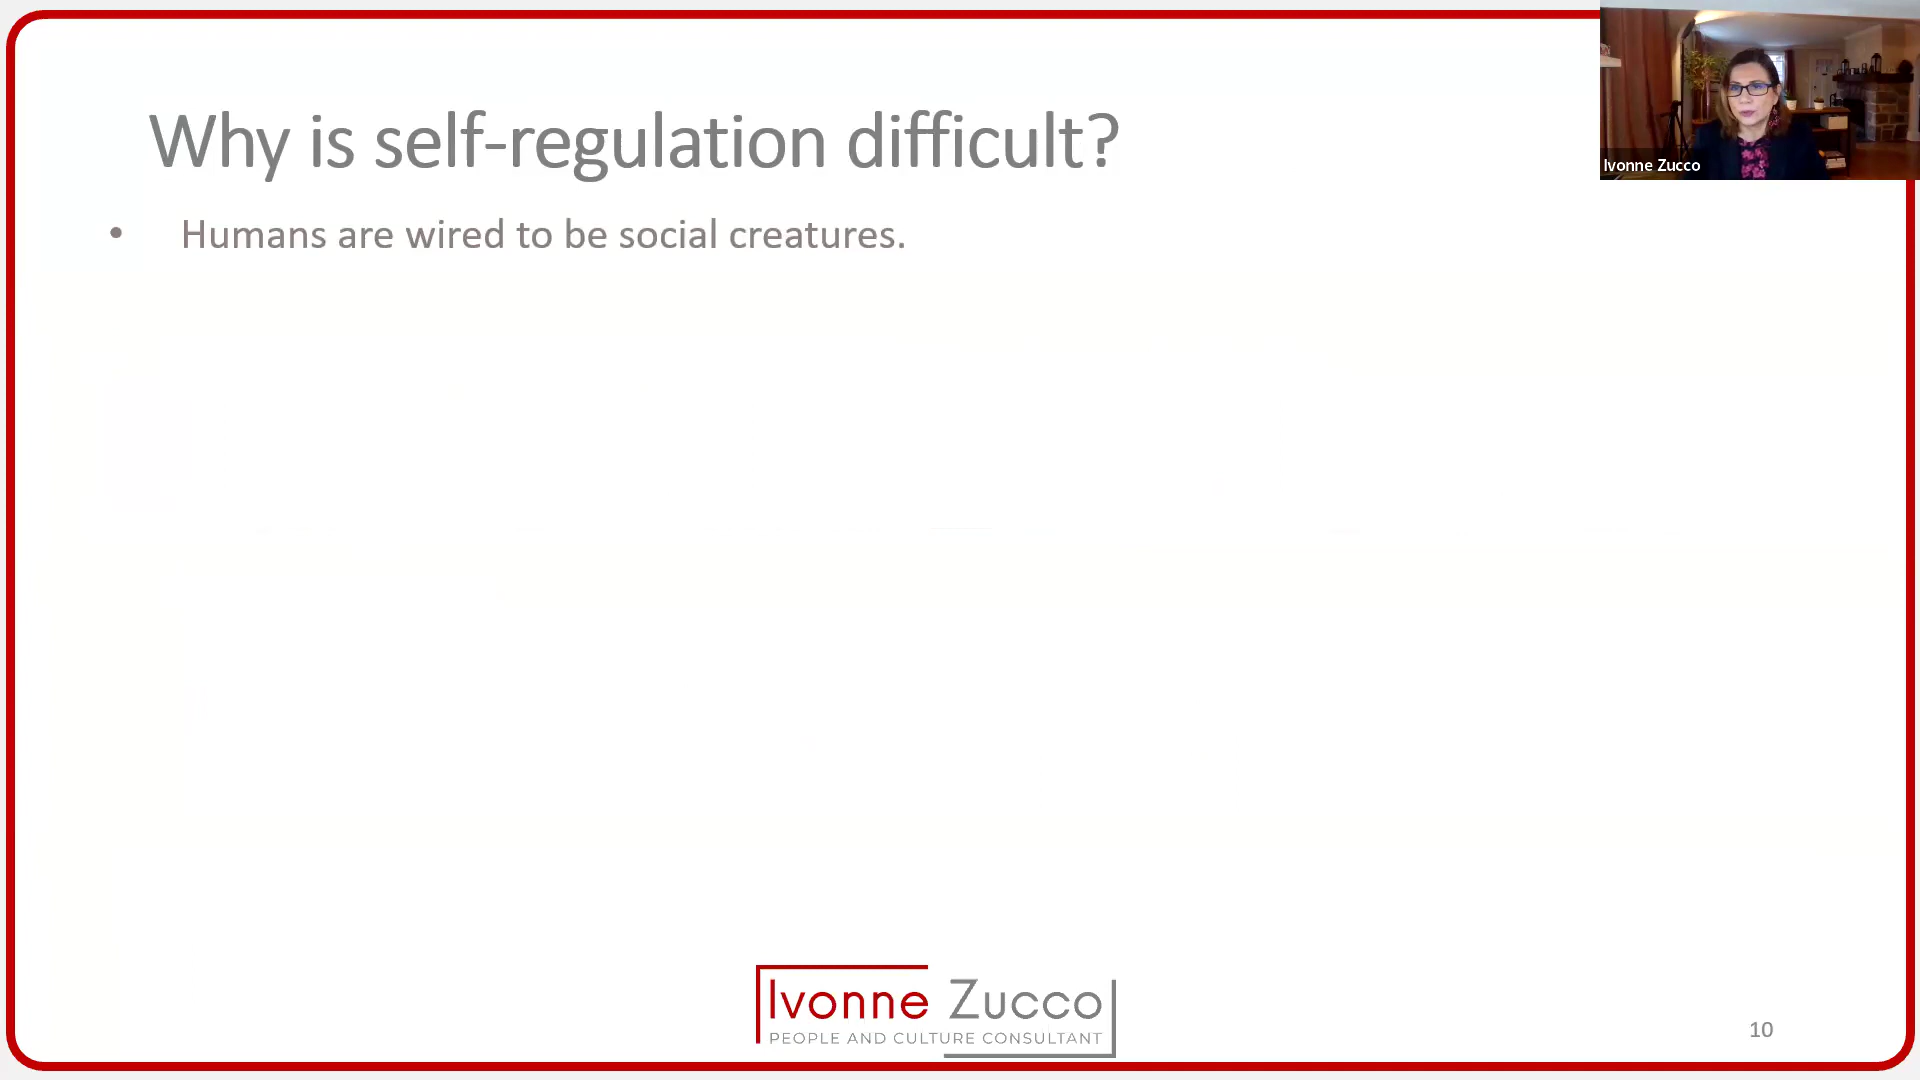 Why is self-regulation difficult?
• Humans are wired to be social creatures.
Ivonne Zucco
Ivonne Zucco
PEOPLE AND CULTURE CONSULTANT
10